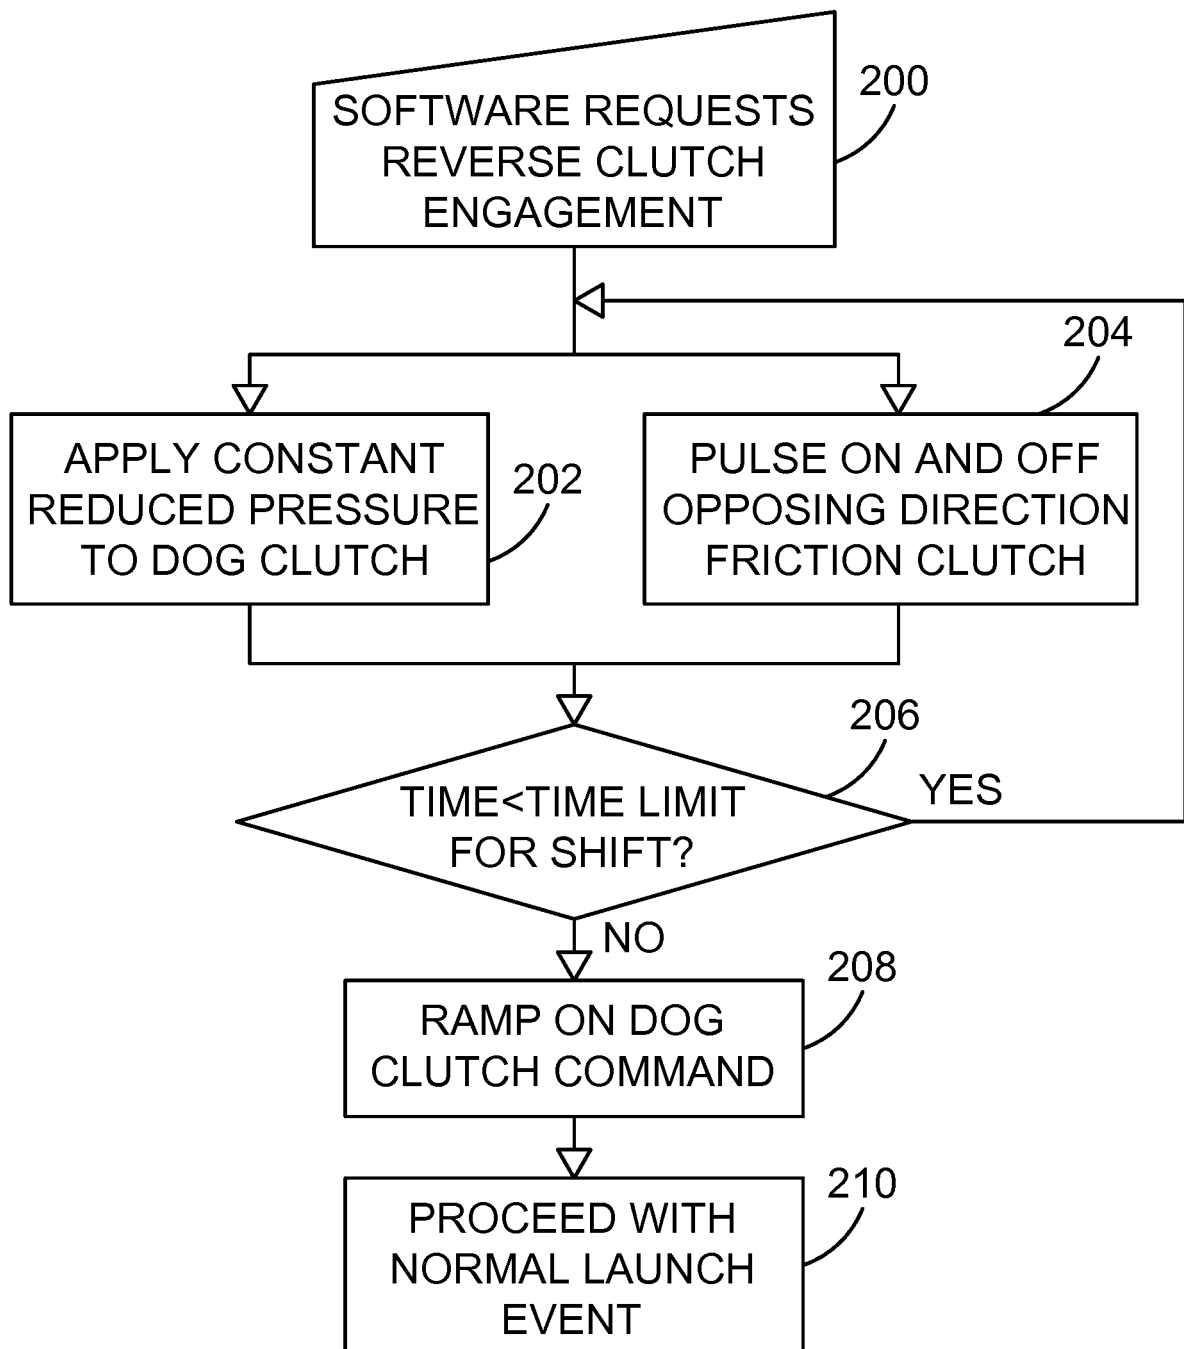 SOFTWARE REQUESTS
REVERSE CLUTCH
ENGAGEMENT
200
204
APPLY CONSTANT
REDUCED PRESSURE
TO DOG CLUTCH
202
PULSE ON AND OFF
OPPOSING DIRECTION
FRICTION CLUTCH
206
TIME<TIME LIMIT
FOR SHIFT?
YES
NO
208
RAMP ON DOG
CLUTCH COMMAND
210
PROCEED WITH
NORMAL LAUNCH
EVENT